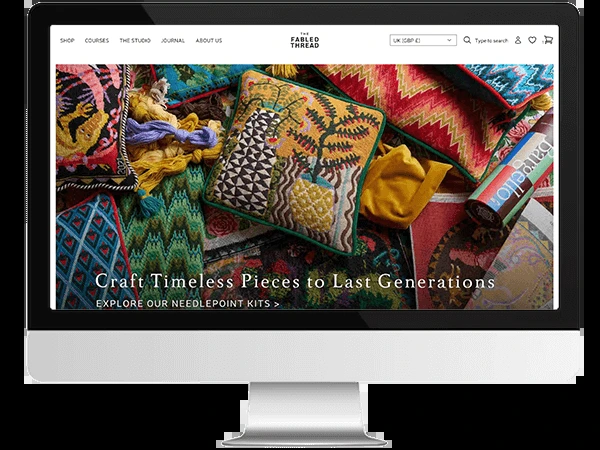 SHOP COURSES THE STUDIO JOURNAL ABOUT US
THE
FABLED
THREAD
UK (GBP £)
Type to search
Craft Timeless Pieces to Last Generations
EXPLORE OUR NEEDLEPOINT KITS >